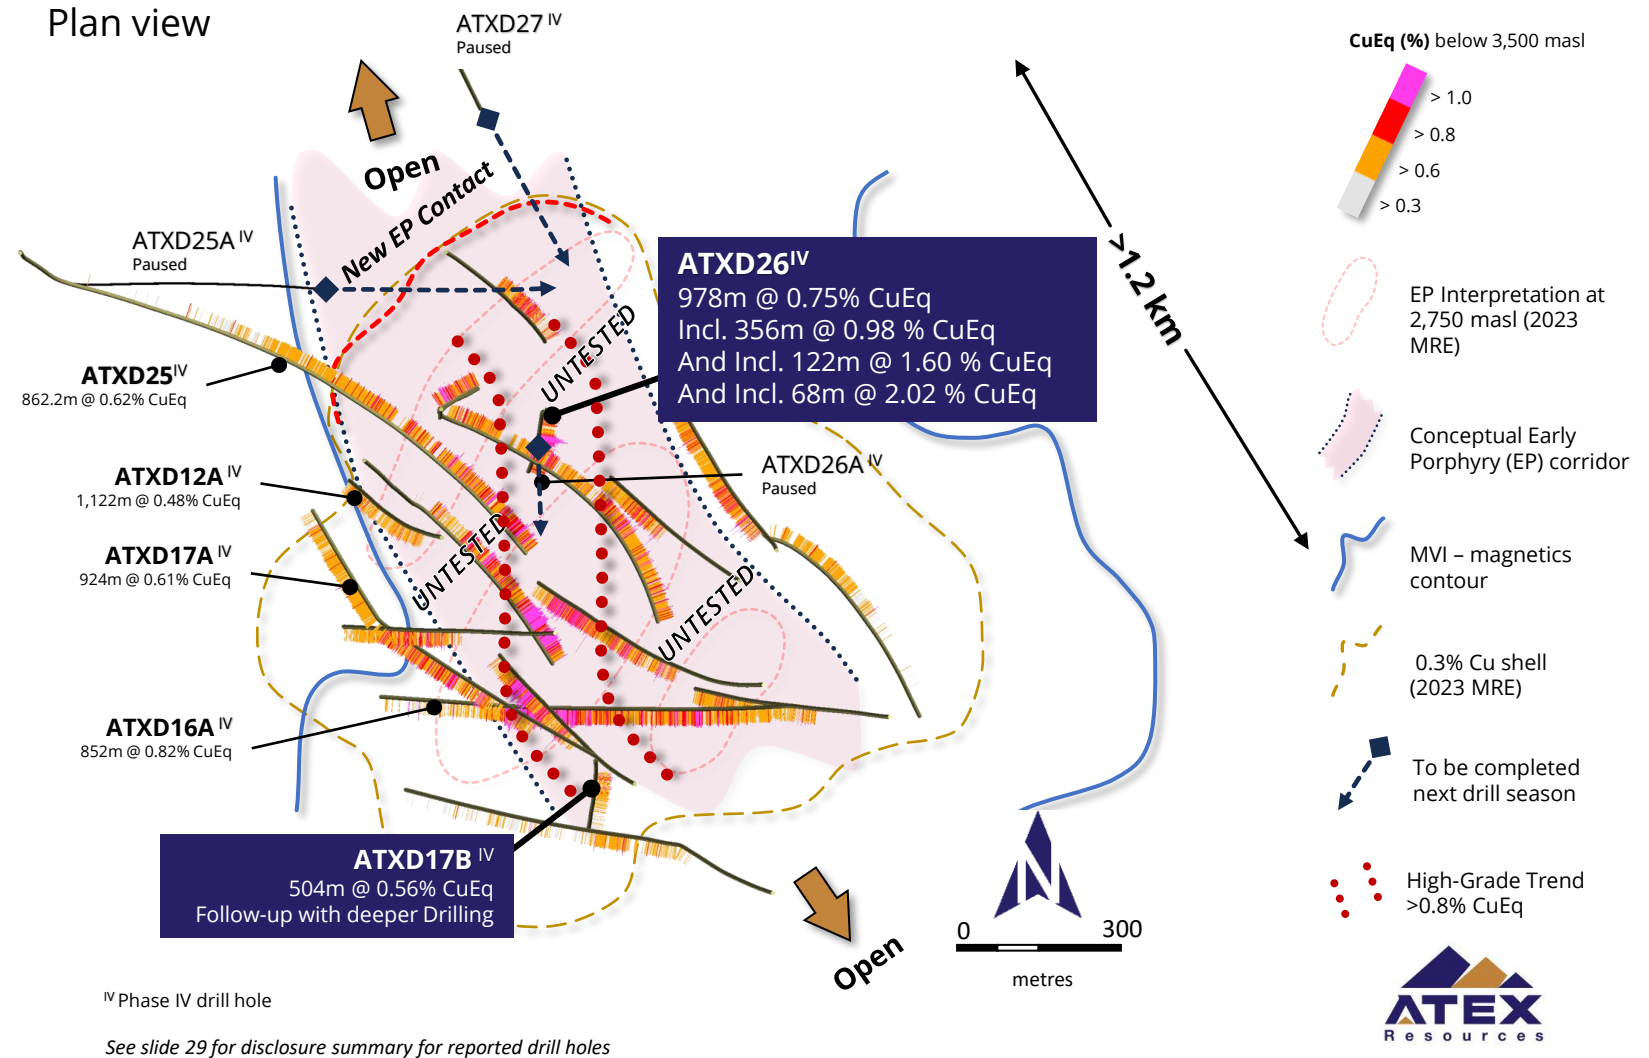 Plan view
ATXD27 IV
Paused
CuEq (%) below 3,500 masl
> 1.0
> 0.8
> 0.6
> 0.3
Open
New EP Contact
ATXD25A IV
Paused
>1.2 km
UNTESTED
ATXD26IV
978m @ 0.75% CuEq
Incl. 356m @ 0.98 % CuEq
And Incl. 122m @ 1.60 % CuEq
And Incl. 68m @ 2.02 % CuEq
EP Interpretation at
2,750 masl (2023
MRE)
ATXD25IV
862.2m @ 0.62% CuEq
Conceptual Early
Porphyry (EP) corridor
ATXD26A IV
Paused
ATXD12A IV
1,122m @ 0.48% CuEq
UNTESTED
ATXD17A IV
924m @ 0.61% CuEq
MVI – magnetics
contour
UNTESTED
0.3% Cu shell
(2023 MRE)
ATXD16A IV
852m @ 0.82% CuEq
To be completed
next drill season
ATXD17B IV
504m @ 0.56% CuEq
Follow-up with deeper Drilling
High-Grade Trend
>0.8% CuEq
N
0 300
metres
Open
IV Phase IV drill hole
ATEX
Resources
See slide 29 for disclosure summary for reported drill holes